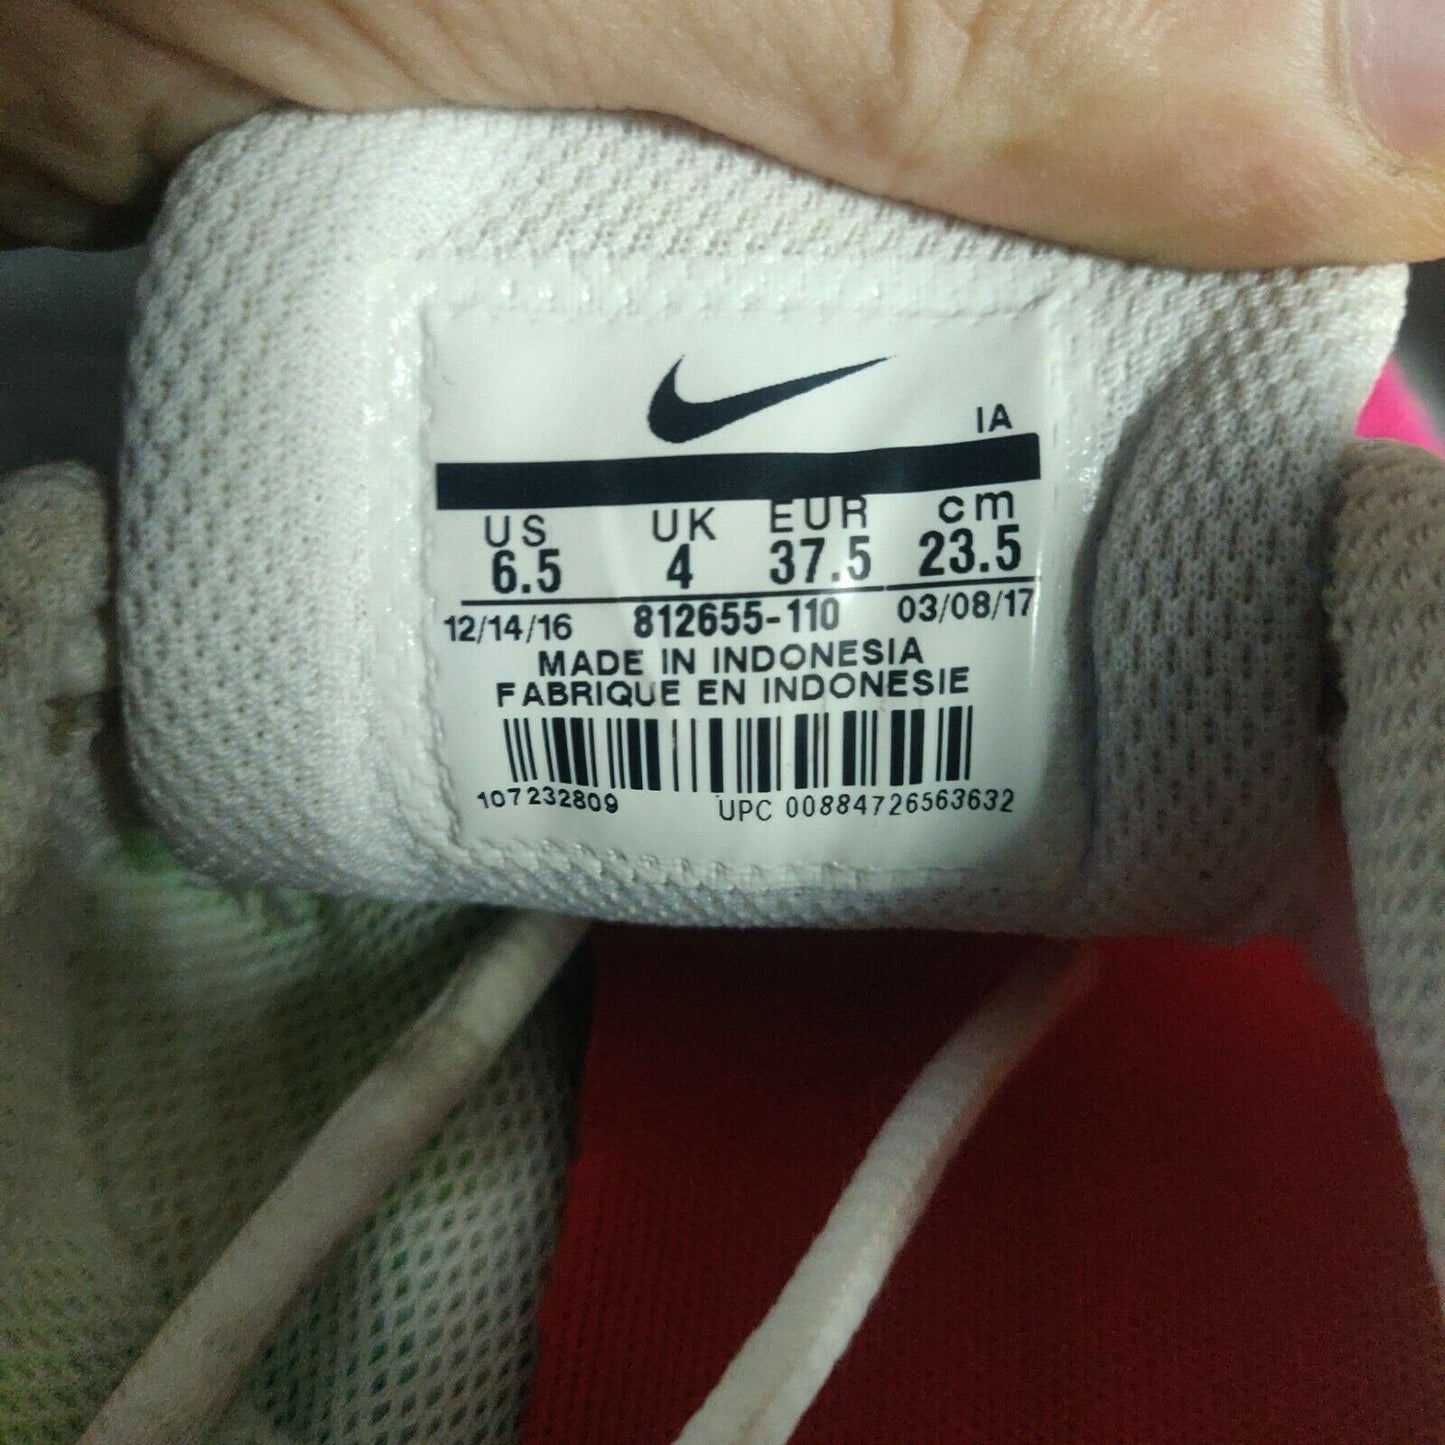 IA
US UK EUR cm
6.5 4 37.5 23.5
12/14/16 812655-110 03/08/17
MADE IN INDONESIA
FABRIQUE EN INDONESIE
107232809 UPC 00884726563632